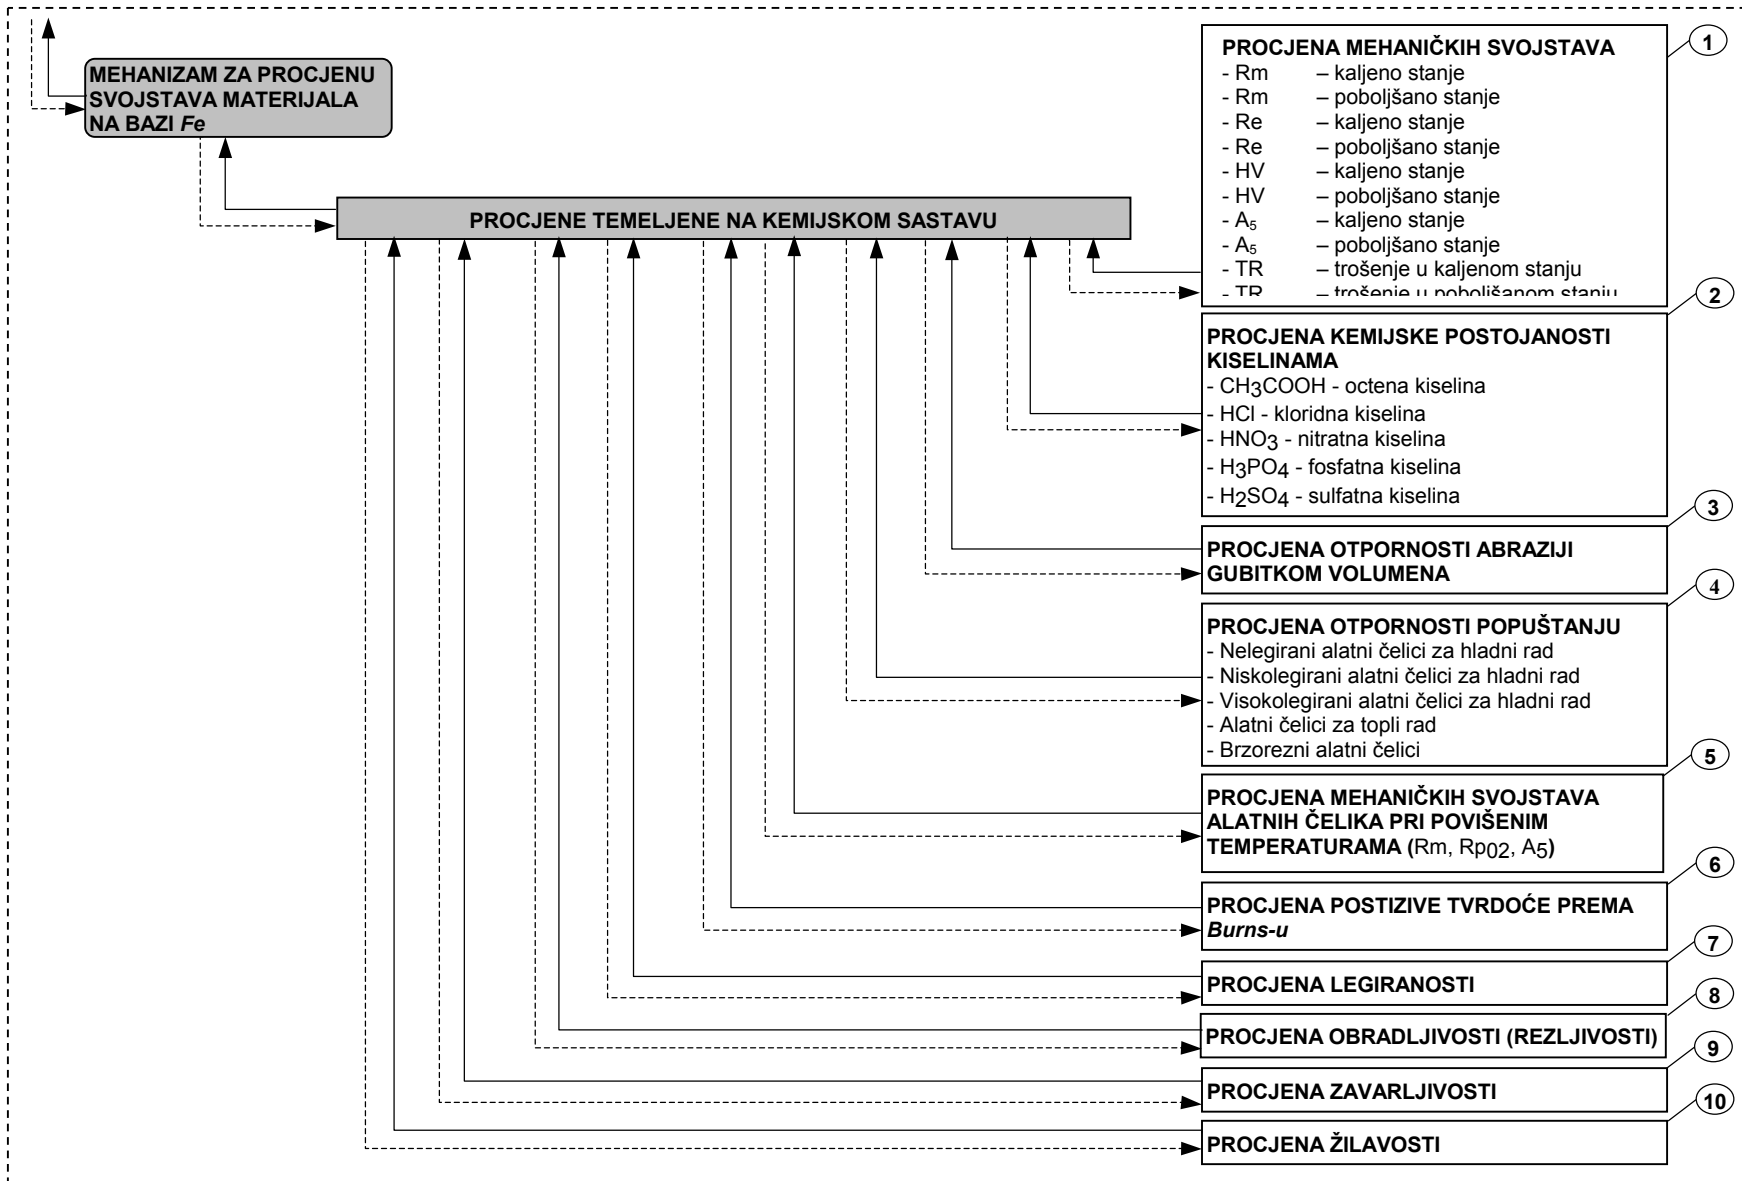 MEHANIZAM ZA PROCJENU
SVOJSTAVA MATERIJALA
NA BAZI Fe
PROCJENE TEMELJENE NA KEMIJSKOM SASTAVU
1
PROCJENA MEHANIČKIH SVOJSTAVA
- Rm – kaljeno stanje
- Rm – poboljšano stanje
- Re – kaljeno stanje
- Re – poboljšano stanje
- HV – kaljeno stanje
- HV – poboljšano stanje
- A5 – kaljeno stanje
- A5 – poboljšano stanje
- TR – trošenje u kaljenom stanju
- TR – trošenje u poboljšanom stanju
2
PROCJENA KEMIJSKE POSTOJANOSTI
KISELINAMA
- CH3COOH - octena kiselina
- HCl - kloridna kiselina
- HNO3 - nitratna kiselina
- H3PO4 - fosfatna kiselina
- H2SO4 - sulfatna kiselina
3
PROCJENA OTPORNOSTI ABRAZIJI
GUBITKOM VOLUMENA
4
PROCJENA OTPORNOSTI POPUŠTANJU
- Nelegirani alatni čelici za hladni rad
- Niskolegirani alatni čelici za hladni rad
- Visokolegirani alatni čelici za hladni rad
- Alatni čelici za topli rad
- Brzorezni alatni čelici
5
PROCJENA MEHANIČKIH SVOJSTAVA
ALATNIH ČELIKA PRI POVIŠENIM
TEMPERATURAMA (Rm, Rp02, A5)
6
PROCJENA POSTIZIVE TVRDOĆE PREMA
Burns-u
7
PROCJENA LEGIRANOSTI
8
PROCJENA OBRADLJIVOSTI (REZLJIVOSTI)
9
PROCJENA ZAVARLJIVOSTI
10
PROCJENA ŽILAVOSTI